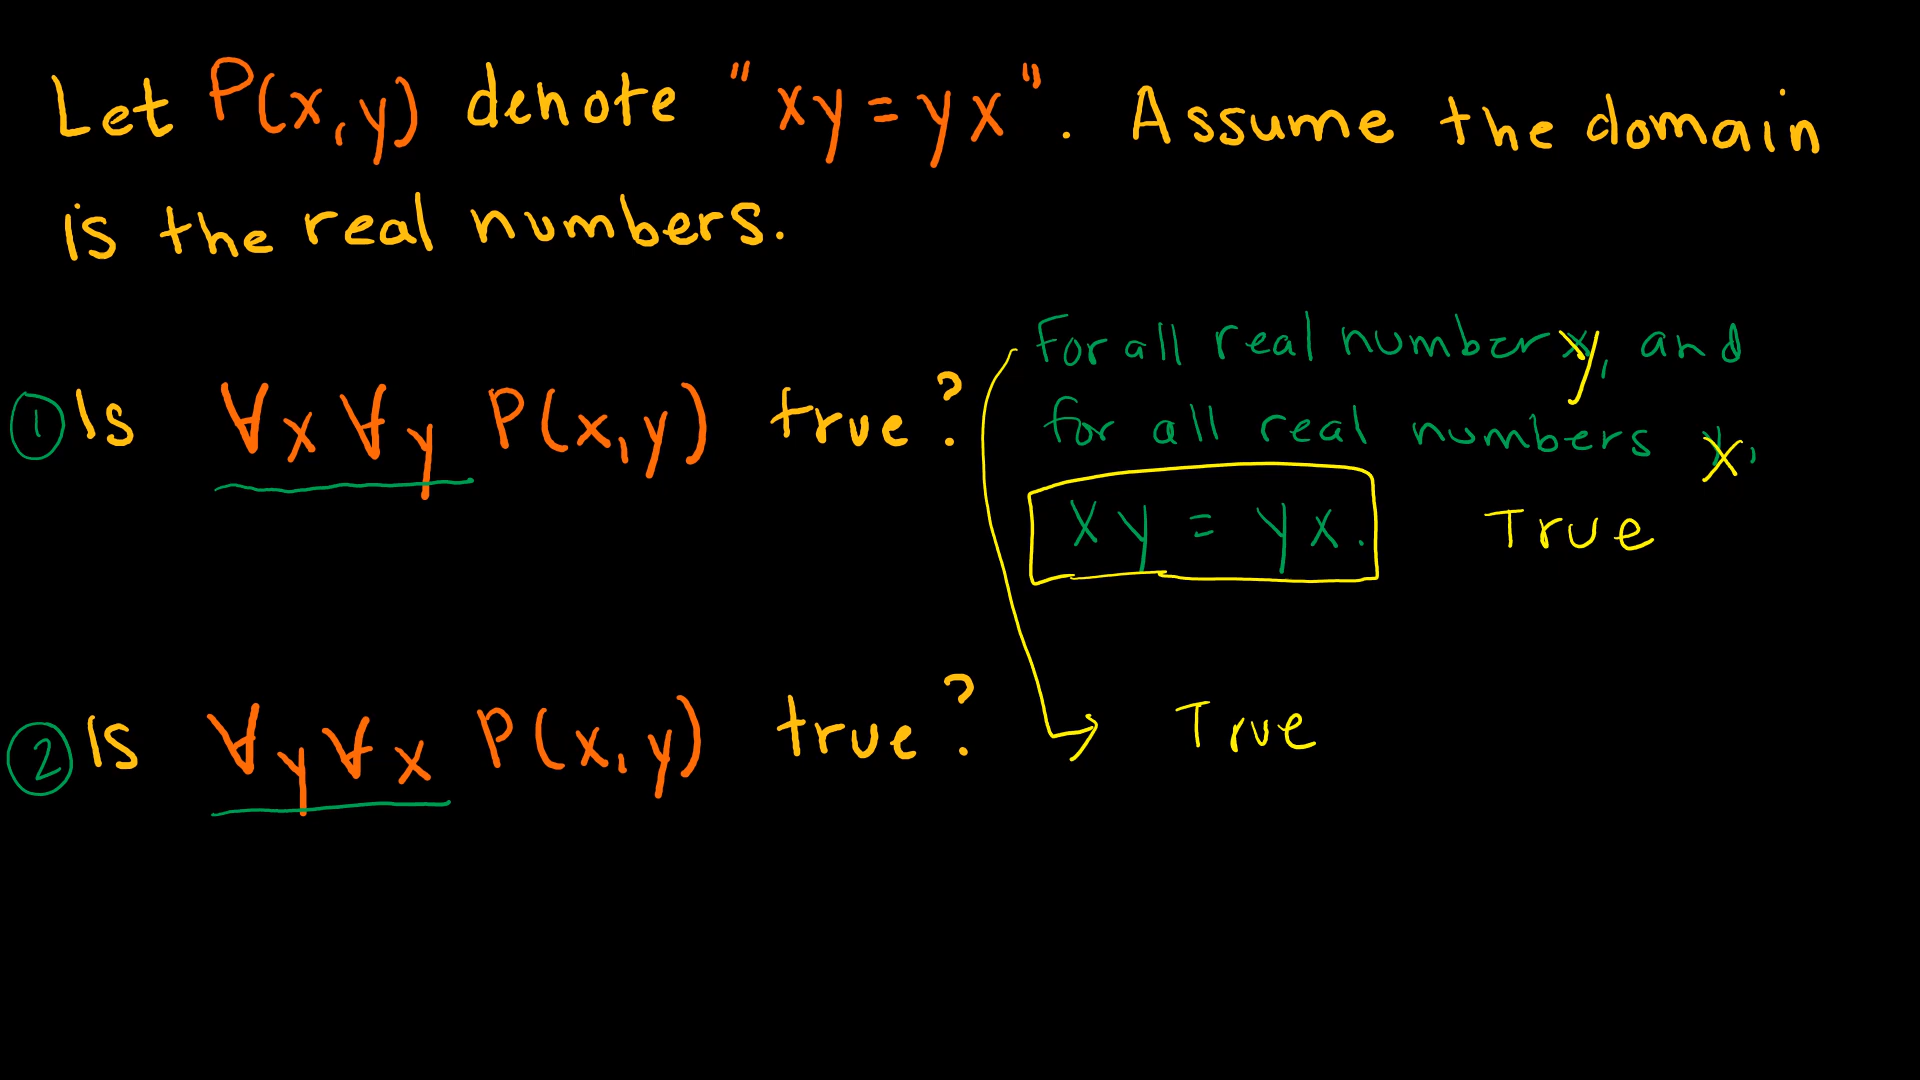 Let P(x,y) denote "xy = yx". Assume the domain
is the real numbers.
For all real number y, and
① Is ∀x ∀y P(x,y) true?
for all real numbers x,
xy = yx. True
② Is ∀y ∀x P(x,y) true? True